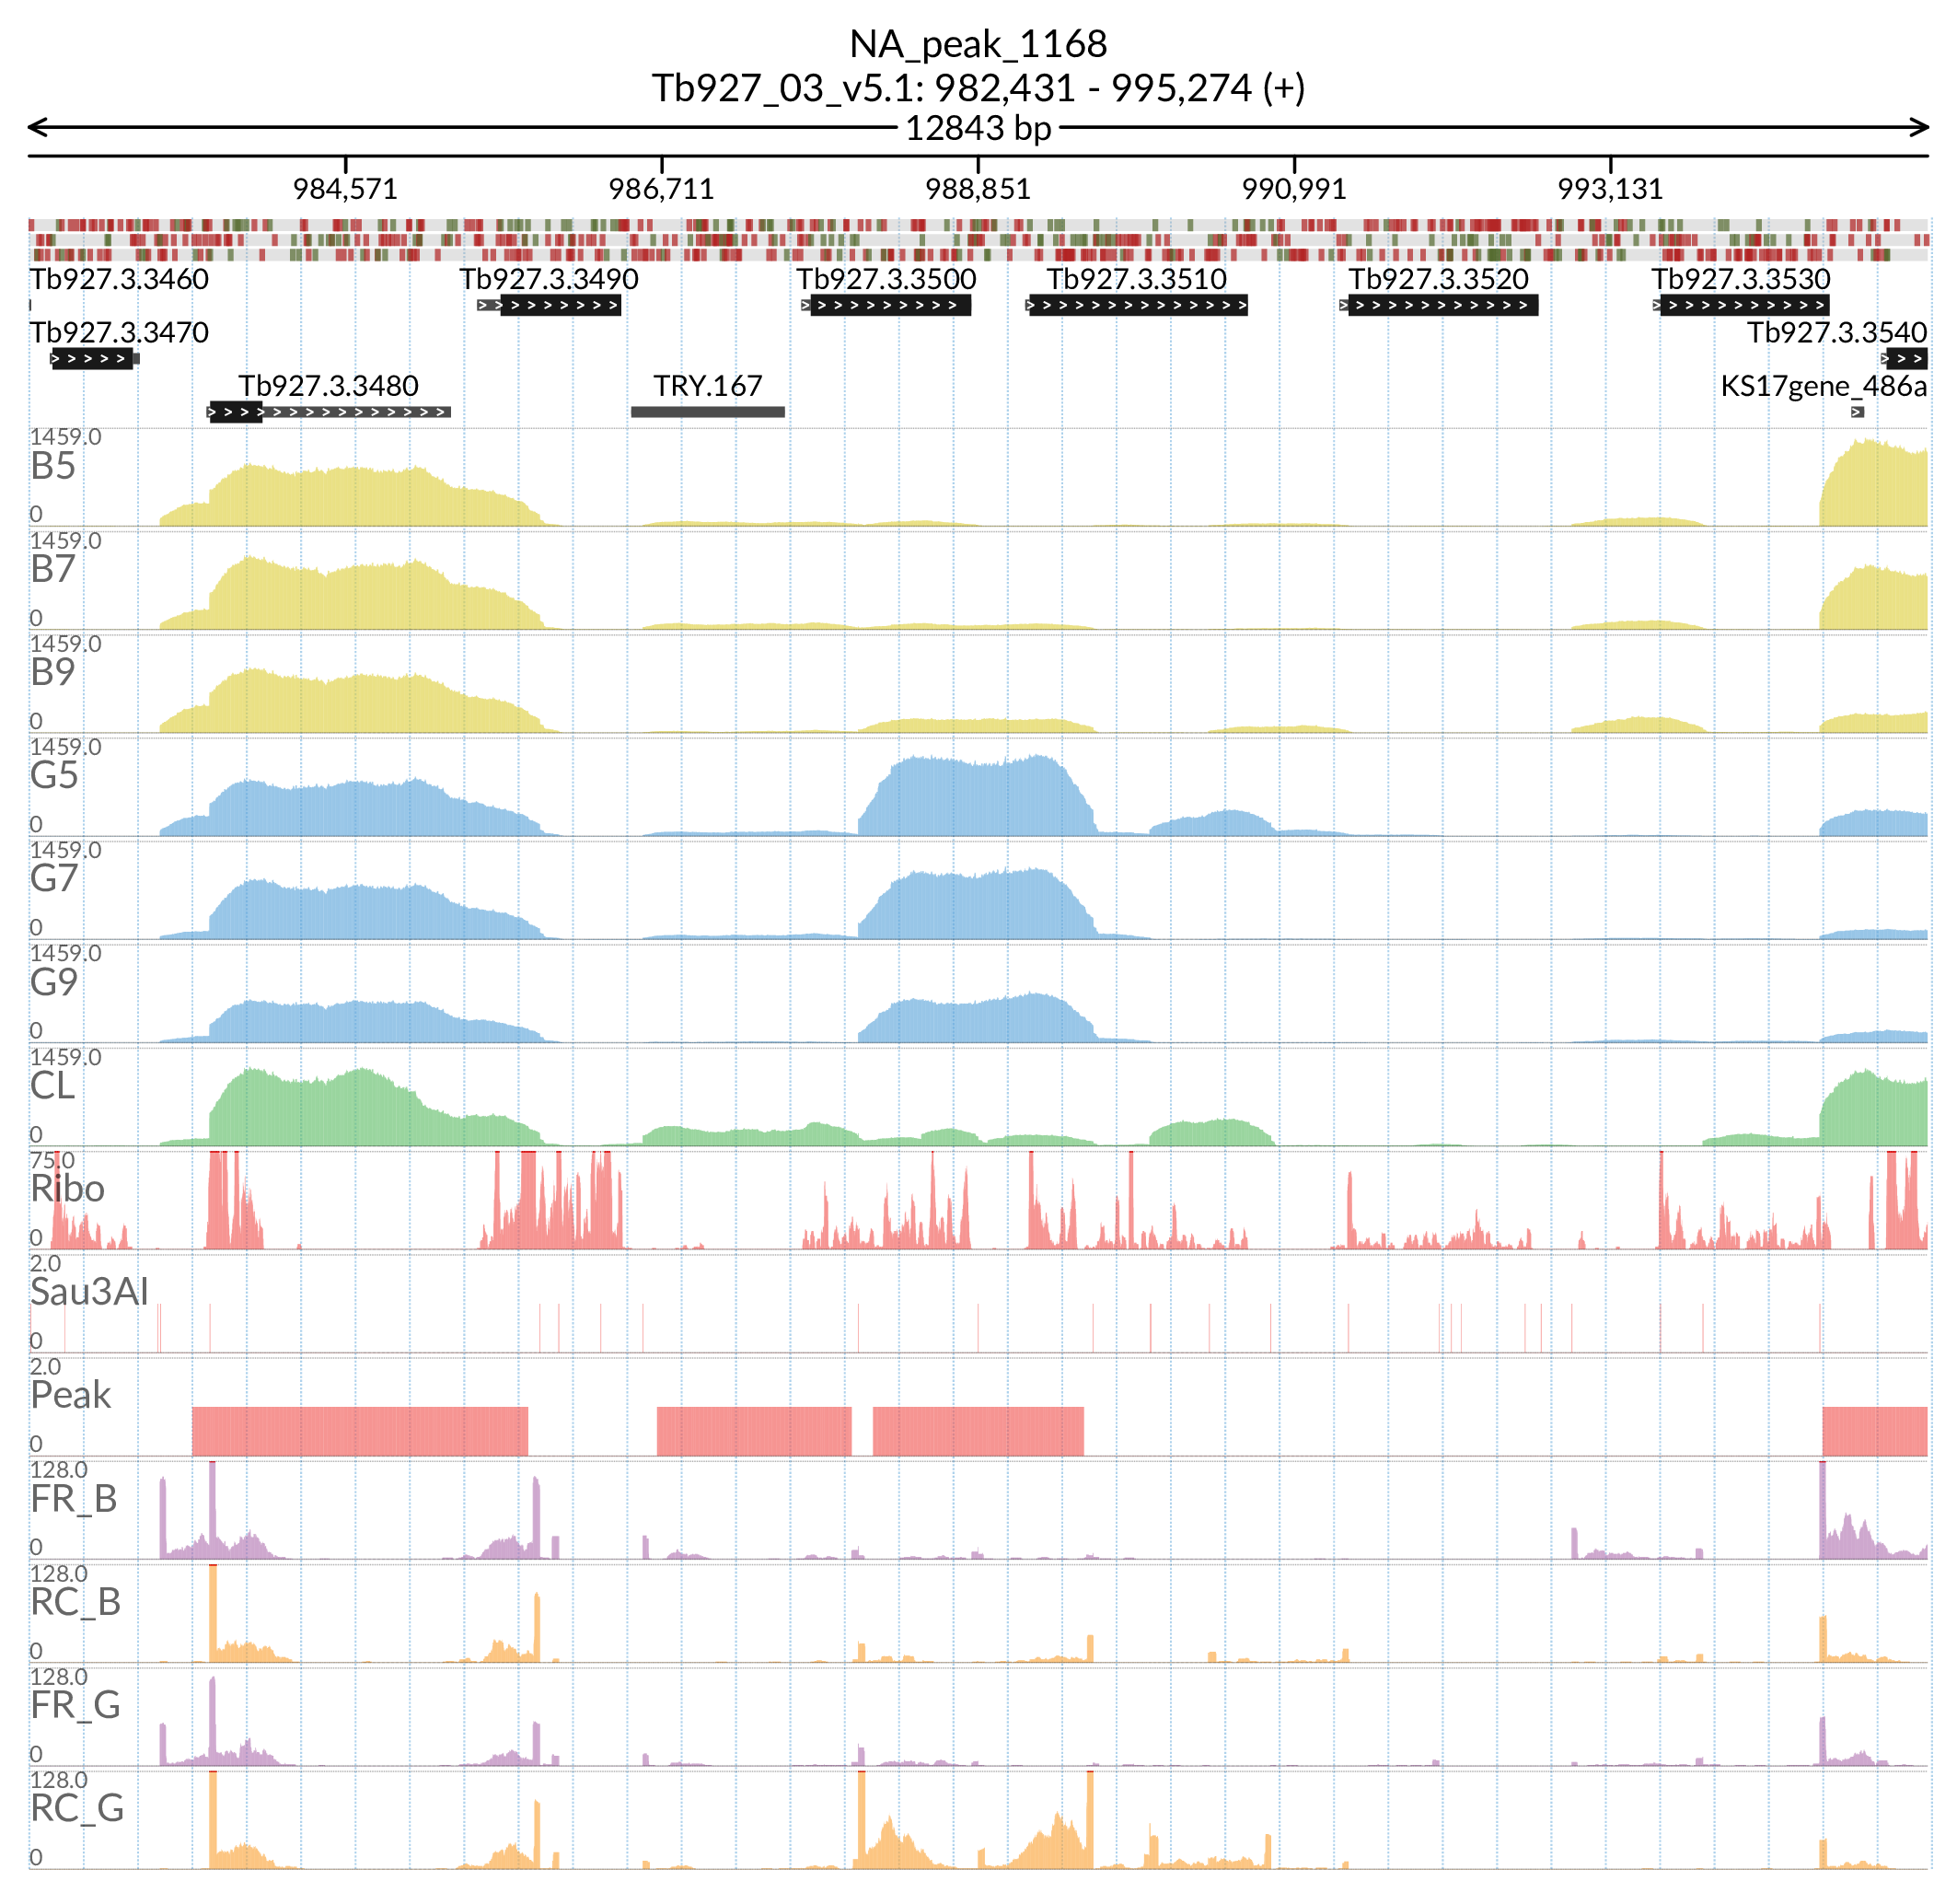 NA_peak_1168
Tb927_03_v5.1: 982,431 - 995,274 (+)
12843 bp
984,571 986,711 988,851 990,991 993,131
Tb927.3.3460 Tb927.3.3490 Tb927.3.3500 Tb927.3.3510 Tb927.3.3520 Tb927.3.3530
Tb927.3.3470 Tb927.3.3540
Tb927.3.3480 TRY.167 KS17gene_486a
1459.0
B5
0
1459.0
B7
0
1459.0
B9
0
1459.0
G5
0
1459.0
G7
0
1459.0
G9
0
1459.0
CL
0
75.0
Ribo
0
2.0
Sau3AI
0
2.0
Peak
0
128.0
FR_B
0
128.0
RC_B
0
128.0
FR_G
0
128.0
RC_G
0